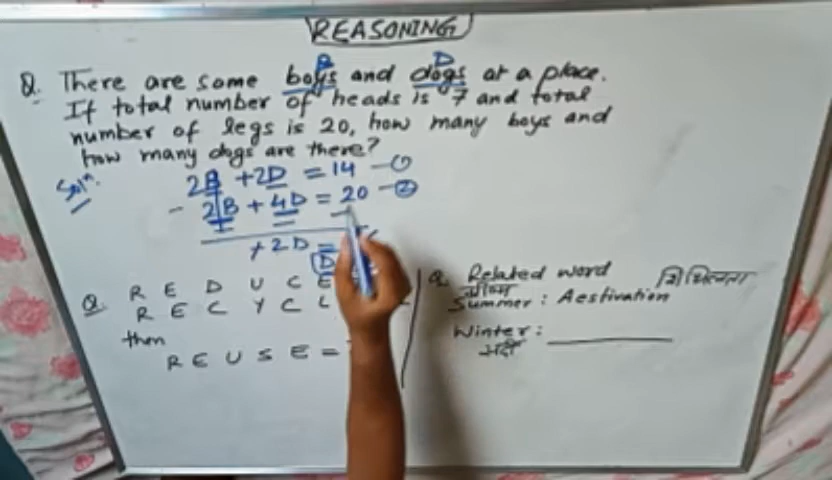 REASONING
B D
Q. There are some boys and dogs at a place.
If total number of heads is 7 and total
number of legs is 20, how many boys and
how many dogs are there?
Solⁿ.
2B + 2D = 14 - ①
- 2B + 4D = 20 - ②
+ 2D =
D
Q. R E D U C E
R E C Y C L
then
R E U S E =
Q. Related word
Summer : Aestivation
Winter : ___________